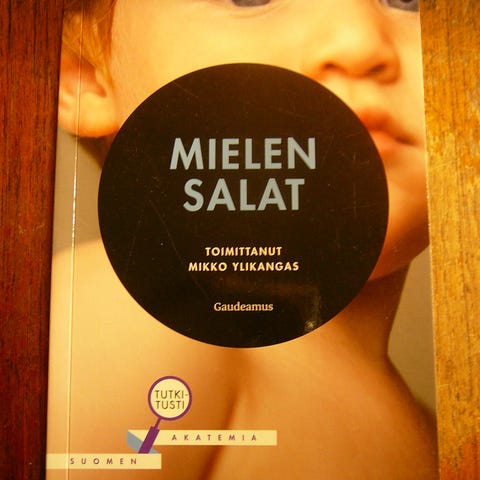 MIELEN
SALAT
TOIMITTANUT
MIKKO YLIKANGAS
Gaudeamus
TUTKI-
TUSTI
AKATEMIA
SUOMEN